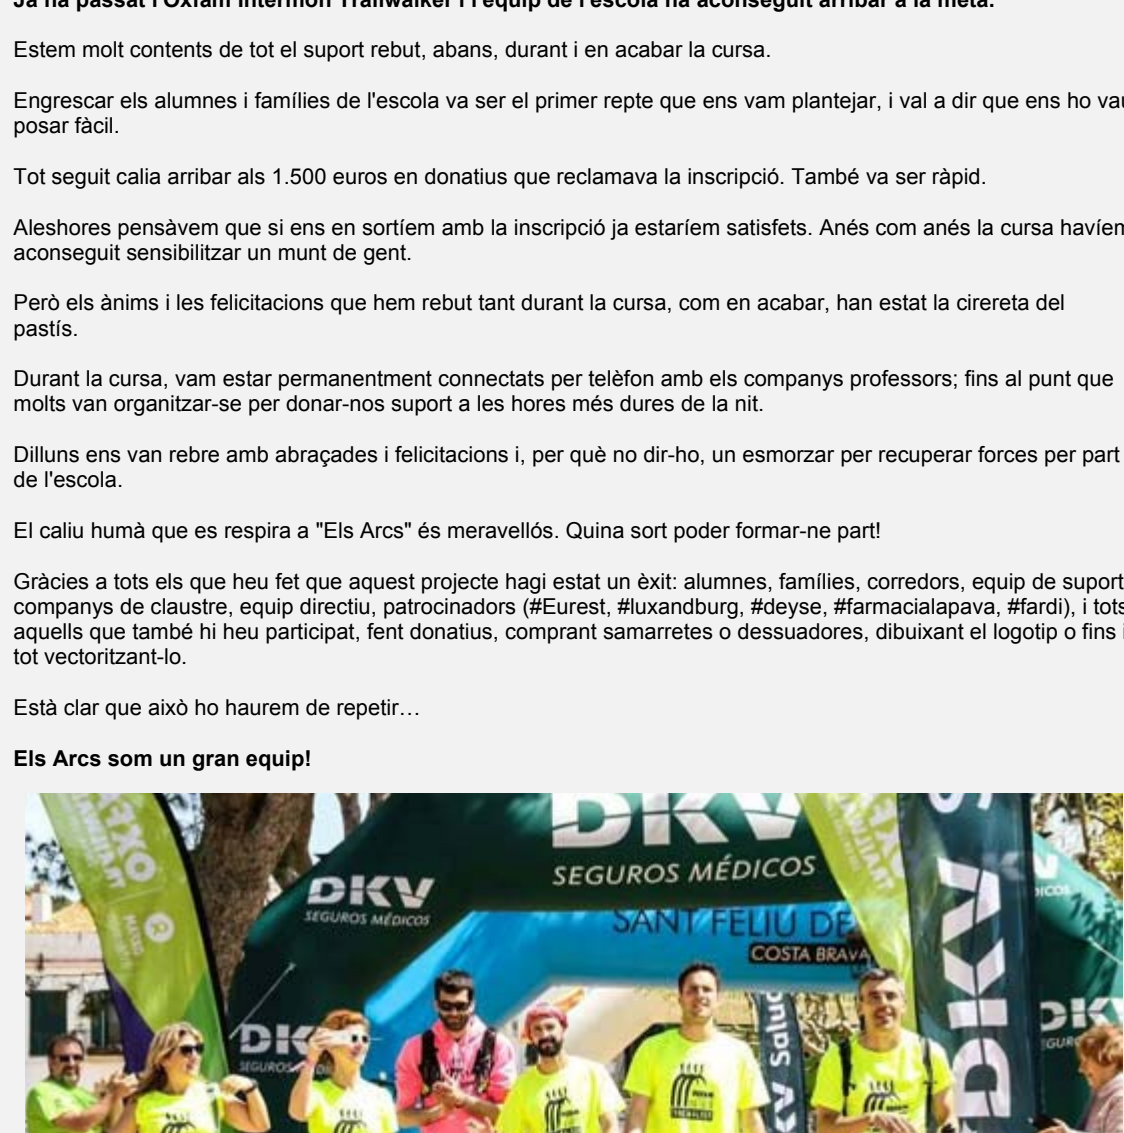 Ja ha passat l'Oxfam Intermón Trailwalker i l'equip de l'escola ha aconseguit arribar a la meta.
Estem molt contents de tot el suport rebut, abans, durant i en acabar la cursa.
Engrescar els alumnes i famílies de l'escola va ser el primer repte que ens vam plantejar, i val a dir que ens ho vau
posar fàcil.
Tot seguit calia arribar als 1.500 euros en donatius que reclamava la inscripció. També va ser ràpid.
Aleshores pensàvem que si ens en sortíem amb la inscripció ja estaríem satisfets. Anés com anés la cursa havíem
aconseguit sensibilitzar un munt de gent.
Però els ànims i les felicitacions que hem rebut tant durant la cursa, com en acabar, han estat la cirereta del
pastís.
Durant la cursa, vam estar permanentment connectats per telèfon amb els companys professors; fins al punt que
molts van organitzar-se per donar-nos suport a les hores més dures de la nit.
Dilluns ens van rebre amb abraçades i felicitacions i, per què no dir-ho, un esmorzar per recuperar forces per part
de l'escola.
El caliu humà que es respira a "Els Arcs" és meravellós. Quina sort poder formar-ne part!
Gràcies a tots els que heu fet que aquest projecte hagi estat un èxit: alumnes, famílies, corredors, equip de suport
companys de claustre, equip directiu, patrocinadors (#Eurest, #luxandburg, #deyse, #farmacialapava, #fardi), i tots
aquells que també hi heu participat, fent donatius, comprant samarretes o dessuadores, dibuixant el logotip o fins i
tot vectoritzant-lo.
Està clar que això ho haurem de repetir…
Els Arcs som un gran equip!
DKV
SEGUROS MÉDICOS
DKV
SEGUROS MÉDICOS
SANT FELIU DE
COSTA BRAVA
OXFAM
DKV
DKV
DKV
DKV Salud